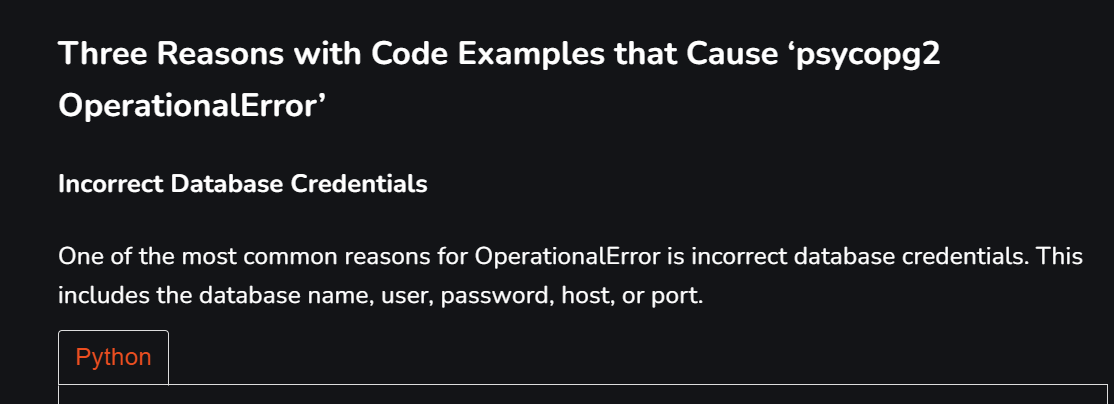 Three Reasons with Code Examples that Cause ‘psycopg2
OperationalError’
Incorrect Database Credentials
One of the most common reasons for OperationalError is incorrect database credentials. This
includes the database name, user, password, host, or port.
Python